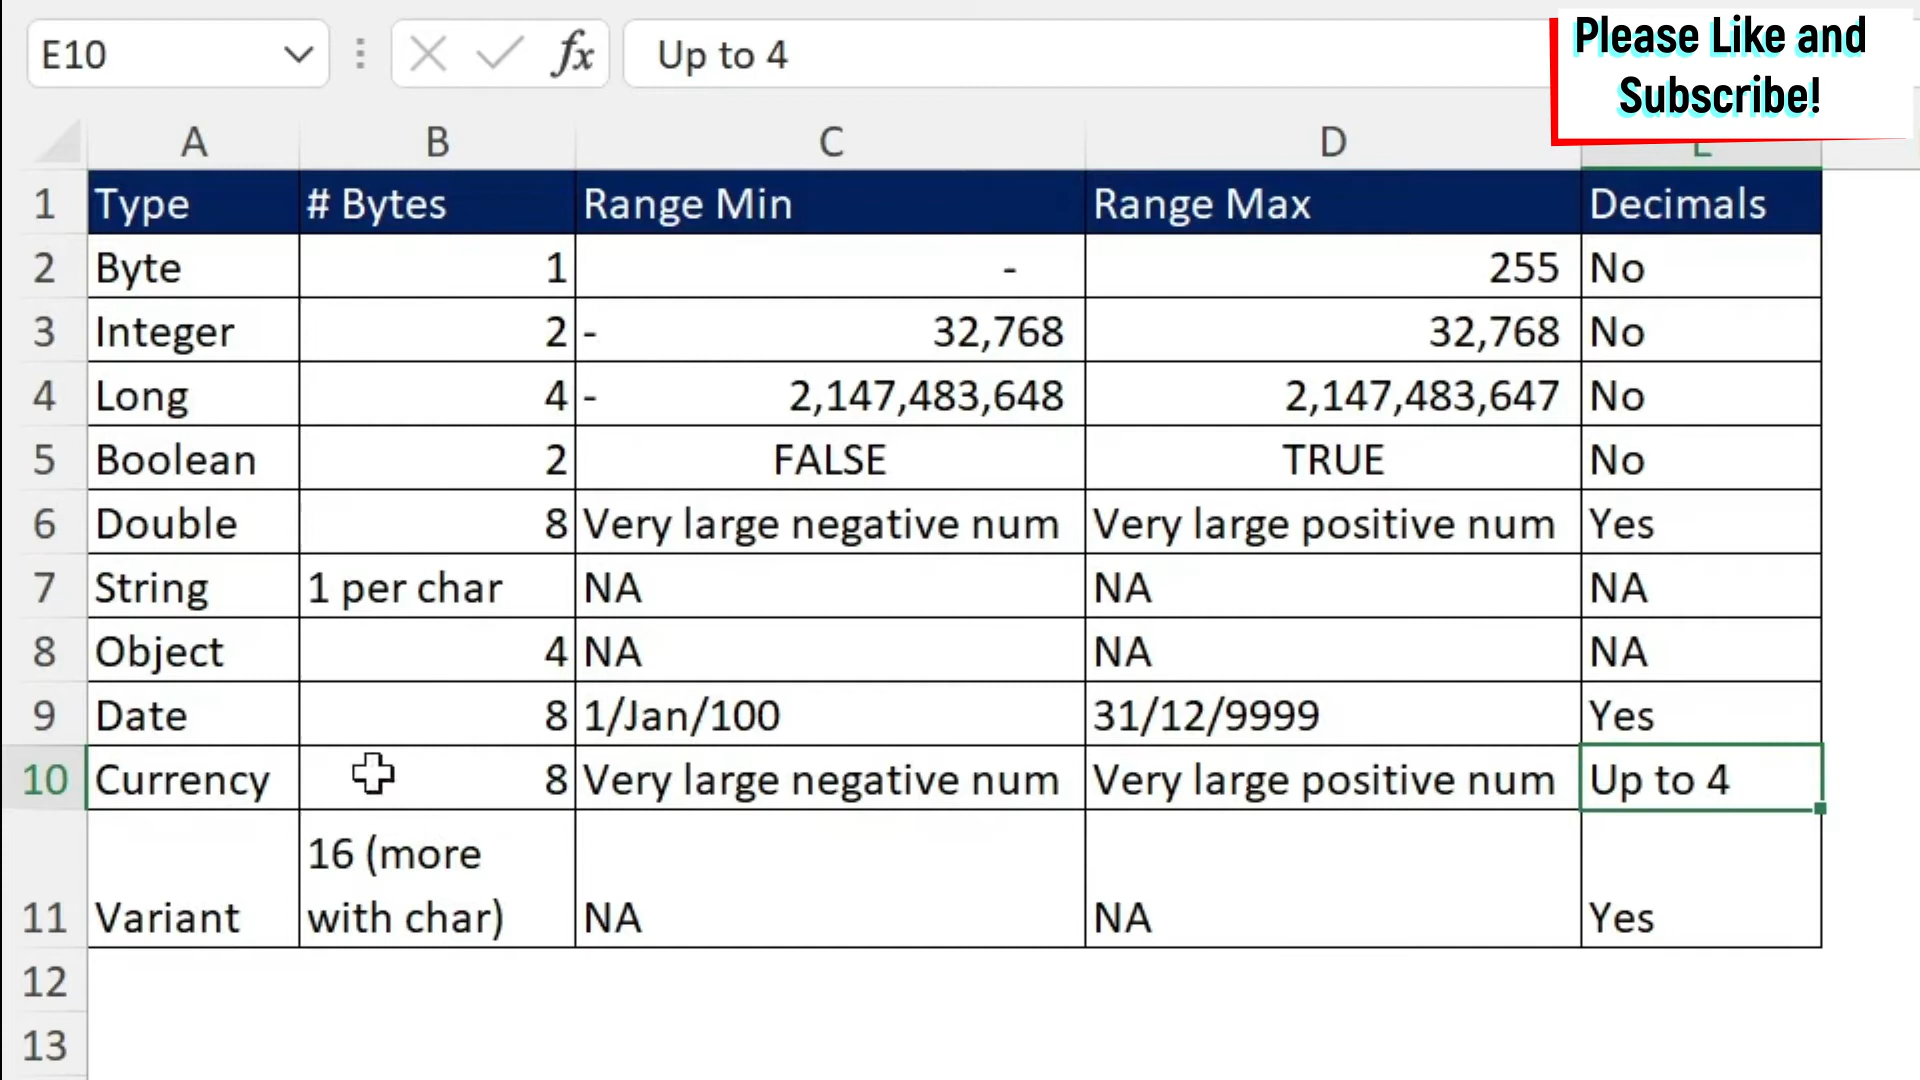 E10 fx Up to 4
Please Like and
Subscribe!
A B C D E
1 Type # Bytes Range Min Range Max Decimals
2 Byte 1 - 255 No
3 Integer 2 - 32,768 32,768 No
4 Long 4 - 2,147,483,648 2,147,483,647 No
5 Boolean 2 FALSE TRUE No
6 Double 8 Very large negative num Very large positive num Yes
7 String 1 per char NA NA NA
8 Object 4 NA NA NA
9 Date 8 1/Jan/100 31/12/9999 Yes
10 Currency 8 Very large negative num Very large positive num Up to 4
16 (more
11 Variant with char) NA NA Yes
12
13